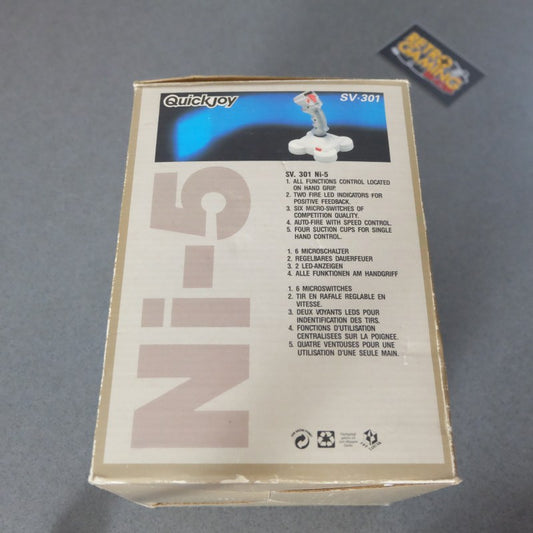 RETRO
GAMING
Quickjoy
SV-301
Ni-5
SV. 301 Ni-5
1. ALL FUNCTIONS CONTROL LOCATED
ON HAND GRIP.
2. TWO FIRE LED INDICATORS FOR
POSITIVE FEEDBACK.
3. SIX MICRO-SWITCHES OF
COMPETITION QUALITY.
4. AUTO-FIRE WITH SPEED CONTROL.
5. FOUR SUCTION CUPS FOR SINGLE
HAND CONTROL.
1. 6 MICROSCHALTER
2. REGELBARES DAUERFEUER
3. 2 LED-ANZEIGEN
4. ALLE FUNKTIONEN AM HANDGRIFF
1. 6 MICROSWITCHES
2. TIR EN RAFALE REGLABLE EN
VITESSE.
3. DEUX VOYANTS LEDS POUR
INDENTIFICATION DES TIRS.
4. FONCTIONS D'UTILISATION
CENTRALISEES SUR LA POIGNEE.
5. QUATRE VENTOUSES POUR UNE
UTILISATION D'UNE SEULE MAIN.